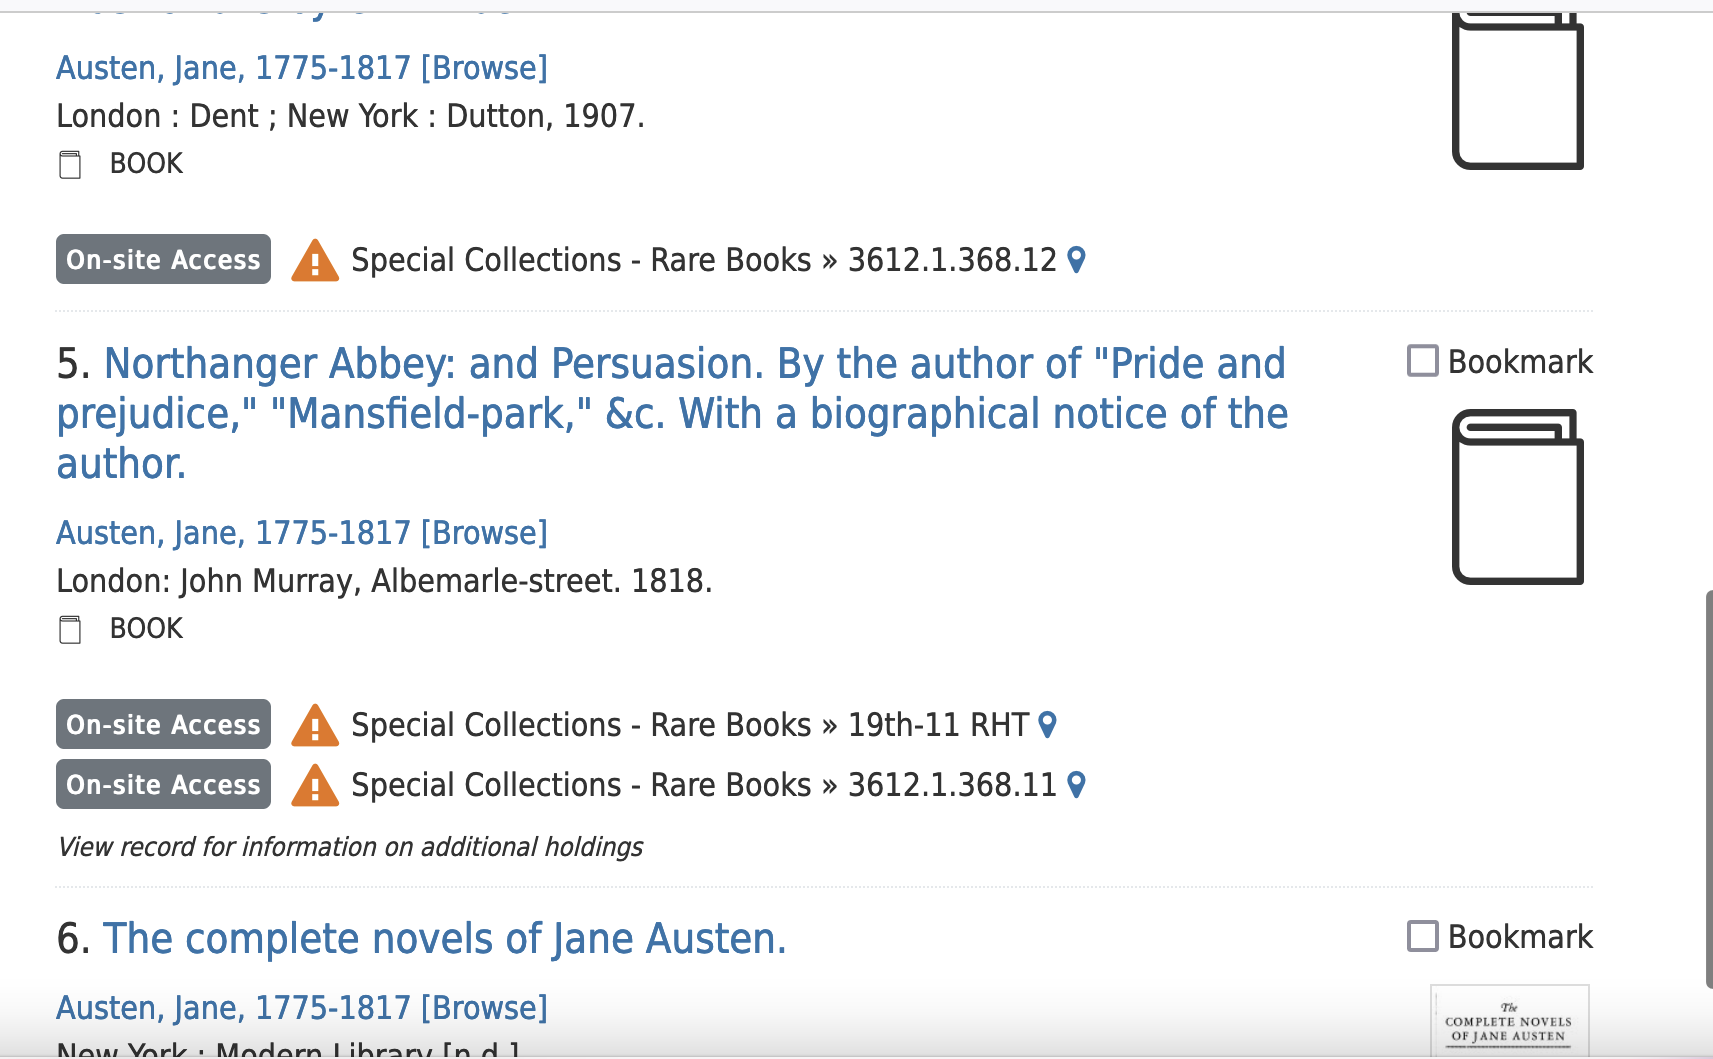 Austen, Jane, 1775-1817 [Browse]
London : Dent ; New York : Dutton, 1907.
BOOK
On-site Access Special Collections - Rare Books » 3612.1.368.12
5. Northanger Abbey: and Persuasion. By the author of "Pride and
prejudice," "Mansfield-park," &c. With a biographical notice of the
author.
Bookmark
Austen, Jane, 1775-1817 [Browse]
London: John Murray, Albemarle-street. 1818.
BOOK
On-site Access Special Collections - Rare Books » 19th-11 RHT
On-site Access Special Collections - Rare Books » 3612.1.368.11
View record for information on additional holdings
6. The complete novels of Jane Austen.
Bookmark
Austen, Jane, 1775-1817 [Browse]
New York : Modern Library [n.d.]
The
COMPLETE NOVELS
OF JANE AUSTEN